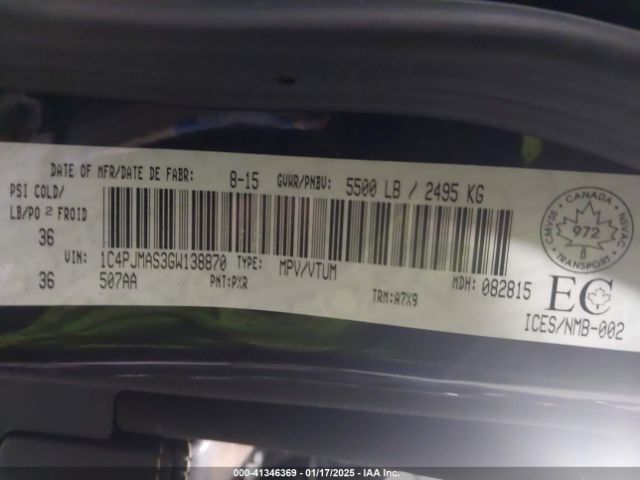 DATE OF MFR/DATE DE FABR: 8-15 GVWR/PNBV: 5500 LB / 2495 KG
PSI COLD/
LB/PO 2 FROID
36
VIN: 1C4PJMAS3GW138870 TYPE: MPV/VTUM MDH: 082815
36 507AA PNT:PXR TRM:A7X9
CANADA
CMVSS 972 NSVAC
TRANSPORT
EC
ICES/NMB-002
000-41346369 | 01/17/2025 | IAA Inc.